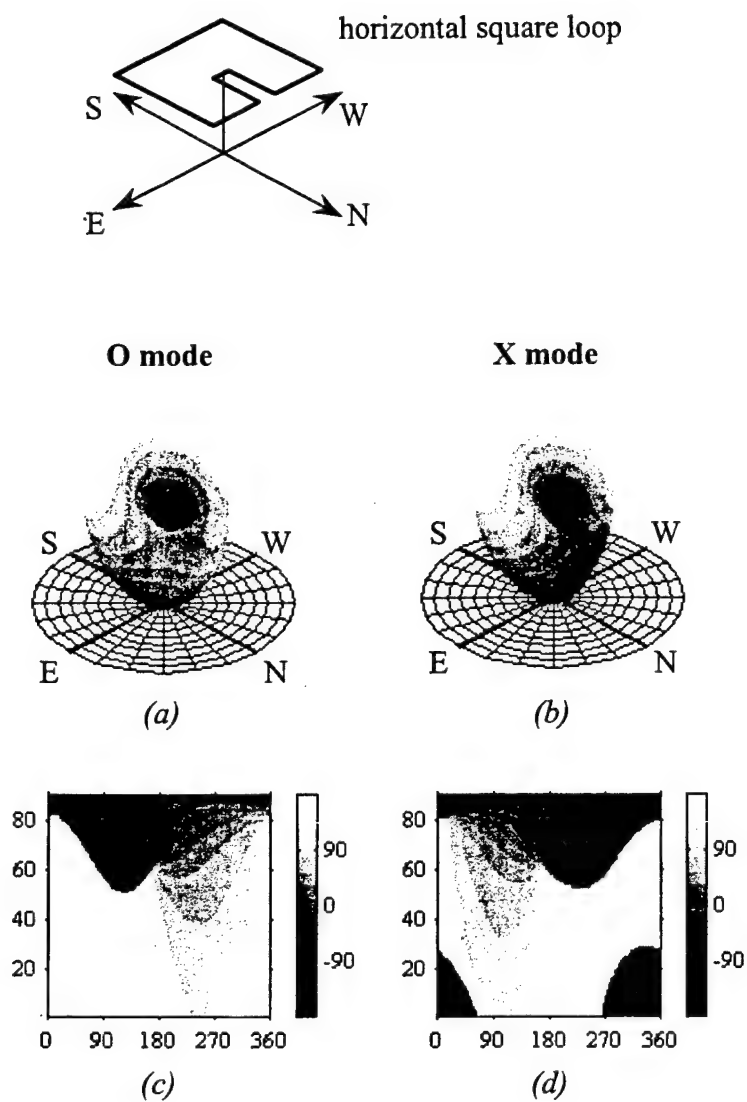 horizontal square loop
S W
E N
O mode X mode
S W S W
E N E N
(a) (b)
80 80
60 90 60 90
40 0 40 0
20 -90 20 -90
0 90 180 270 360 0 90 180 270 360
(c) (d)